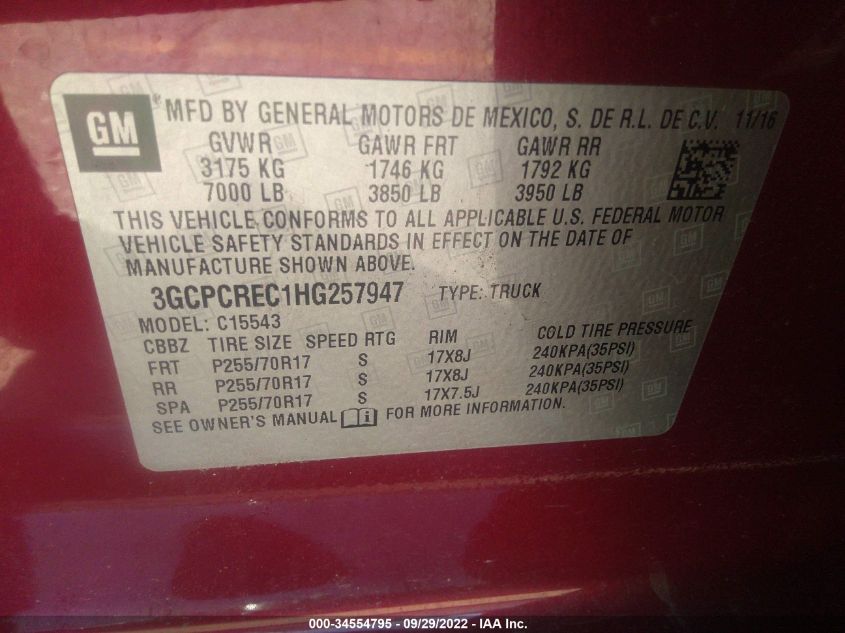 GM ® MFD BY GENERAL MOTORS DE MEXICO, S. DE R.L. DE C.V. 11/16
GVWR GAWR FRT GAWR RR
3175 KG 1746 KG 1792 KG
7000 LB 3850 LB 3950 LB
THIS VEHICLE CONFORMS TO ALL APPLICABLE U.S. FEDERAL MOTOR
VEHICLE SAFETY STANDARDS IN EFFECT ON THE DATE OF
MANUFACTURE SHOWN ABOVE.
3GCPCREC1HG257947 TYPE: TRUCK
MODEL: C15543
CBBZ TIRE SIZE SPEED RTG RIM COLD TIRE PRESSURE
FRT P255/70R17 S 17X8J 240KPA(35PSI)
RR P255/70R17 S 17X8J 240KPA(35PSI)
SPA P255/70R17 S 17X7.5J 240KPA(35PSI)
SEE OWNER'S MANUAL i FOR MORE INFORMATION.
000-34554795 - 09/29/2022 - IAA Inc.